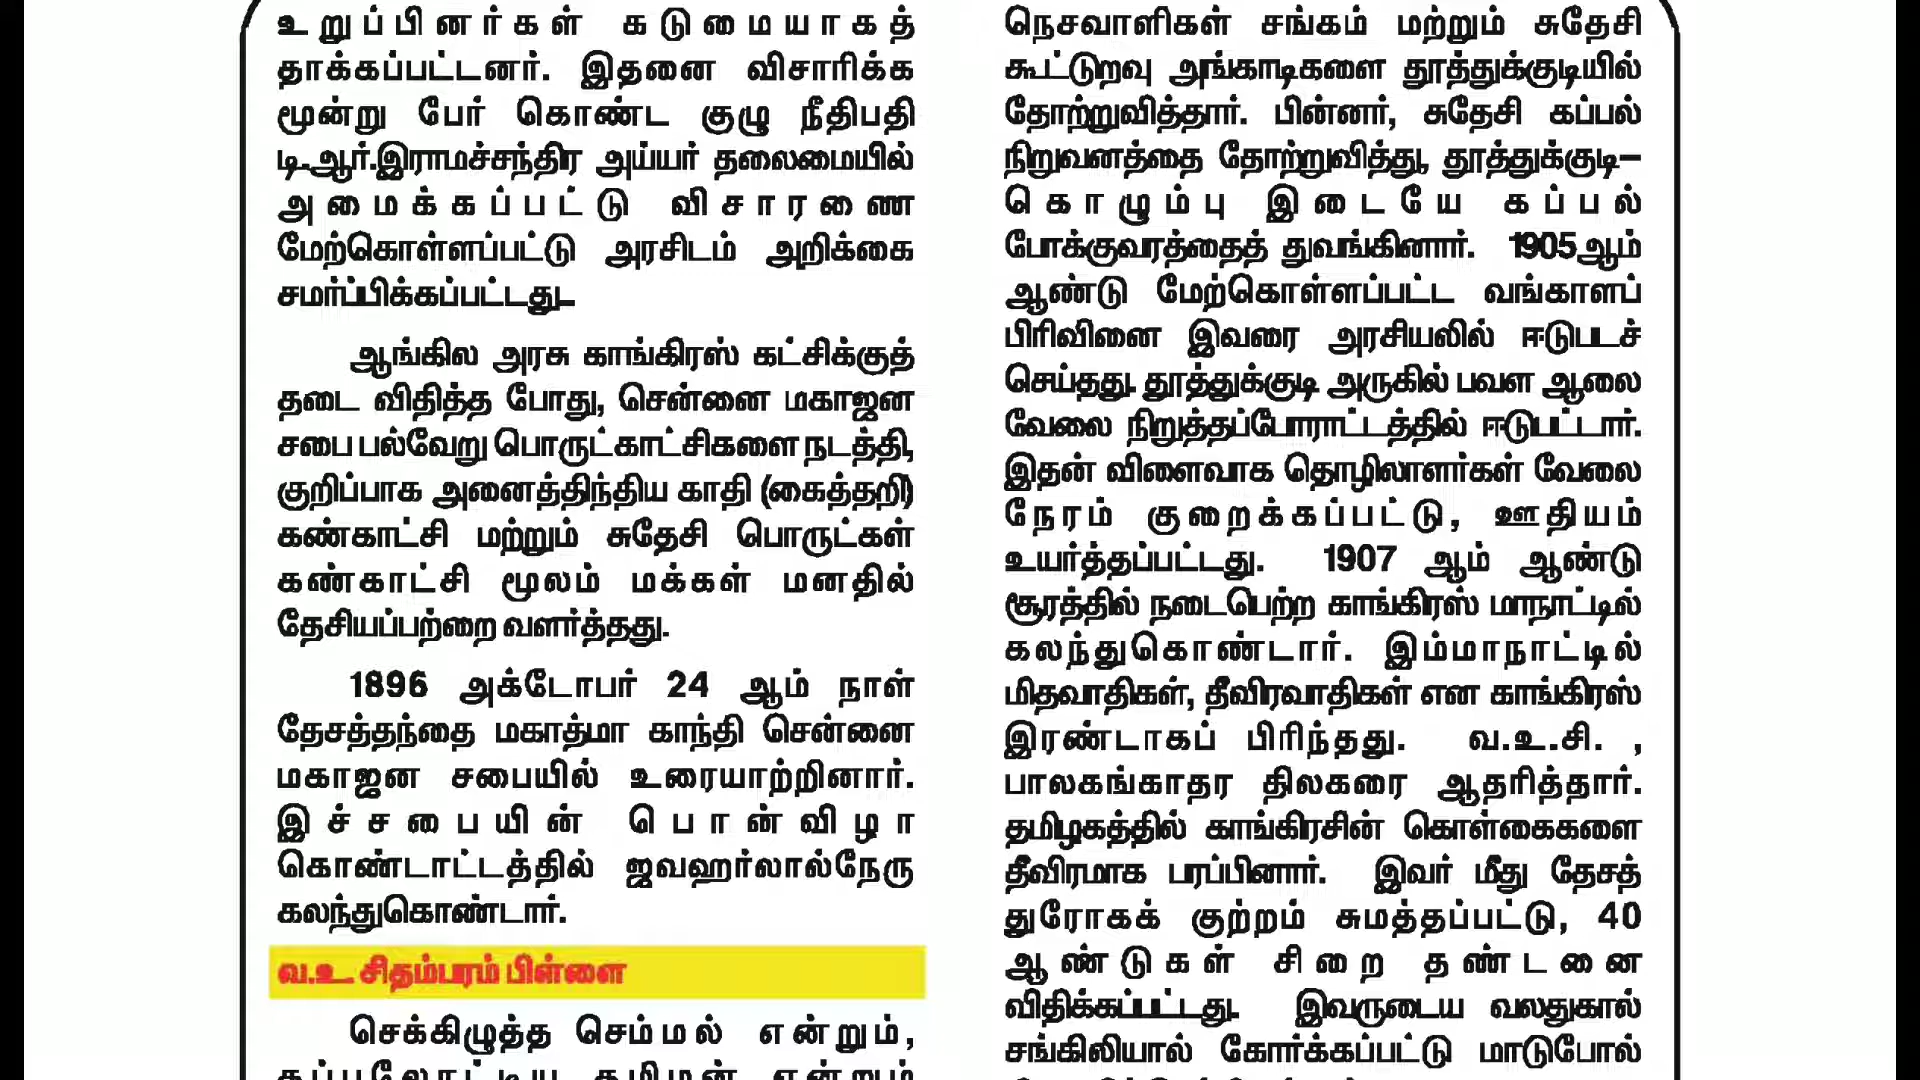 உறுப்பினர்கள் கடுமையாகத்
தாக்கப்பட்டனர். இதனை விசாரிக்க
மூன்று பேர் கொண்ட குழு நீதிபதி
டி.ஆர்.இராமச்சந்திர அய்யர் தலைமையில்
அமைக்கப்பட்டு விசாரணை
மேற்கொள்ளப்பட்டு அரசிடம் அறிக்கை
சமர்ப்பிக்கப்பட்டது.
ஆங்கில அரசு காங்கிரஸ் கட்சிக்குத்
தடை விதித்த போது, சென்னை மகாஜன
சபை பல்வேறு பொருட்காட்சிகளை நடத்தி,
குறிப்பாக அனைத்திந்திய காதி (கைத்தறி)
கண்காட்சி மற்றும் சுதேசி பொருட்கள்
கண்காட்சி மூலம் மக்கள் மனதில்
தேசியப்பற்றை வளர்த்தது.
1896 அக்டோபர் 24 ஆம் நாள்
தேசத்தந்தை மகாத்மா காந்தி சென்னை
மகாஜன சபையில் உரையாற்றினார்.
இச்சபையின் பொன்விழா
கொண்டாட்டத்தில் ஜவஹர்லால்நேரு
கலந்துகொண்டார்.
வ.உ. சிதம்பரம் பிள்ளை
செக்கிழுத்த செம்மல் என்றும்,
கப்பலோட்டிய தமிழன் என்றும்
நெசவாளிகள் சங்கம் மற்றும் சுதேசி
கூட்டுறவு அங்காடிகளை தூத்துக்குடியில்
தோற்றுவித்தார். பின்னர், சுதேசி கப்பல்
நிறுவனத்தை தோற்றுவித்து, தூத்துக்குடி–
கொழும்பு இடையே கப்பல்
போக்குவரத்தைத் துவங்கினார். 1905ஆம்
ஆண்டு மேற்கொள்ளப்பட்ட வங்காளப்
பிரிவினை இவரை அரசியலில் ஈடுபடச்
செய்தது. தூத்துக்குடி அருகில் பவள ஆலை
வேலை நிறுத்தப்போராட்டத்தில் ஈடுபட்டார்.
இதன் விளைவாக தொழிலாளர்கள் வேலை
நேரம் குறைக்கப்பட்டு, ஊதியம்
உயர்த்தப்பட்டது. 1907 ஆம் ஆண்டு
சூரத்தில் நடைபெற்ற காங்கிரஸ் மாநாட்டில்
கலந்துகொண்டார். இம்மாநாட்டில்
மிதவாதிகள், தீவிரவாதிகள் என காங்கிரஸ்
இரண்டாகப் பிரிந்தது. வ.உ.சி. ,
பாலகங்காதர திலகரை ஆதரித்தார்.
தமிழகத்தில் காங்கிரசின் கொள்கைகளை
தீவிரமாக பரப்பினார். இவர் மீது தேசத்
துரோகக் குற்றம் சுமத்தப்பட்டு, 40
ஆண்டுகள் சிறை தண்டனை
விதிக்கப்பட்டது. இவருடைய வலதுகால்
சங்கிலியால் கோர்க்கப்பட்டு மாடுபோல்